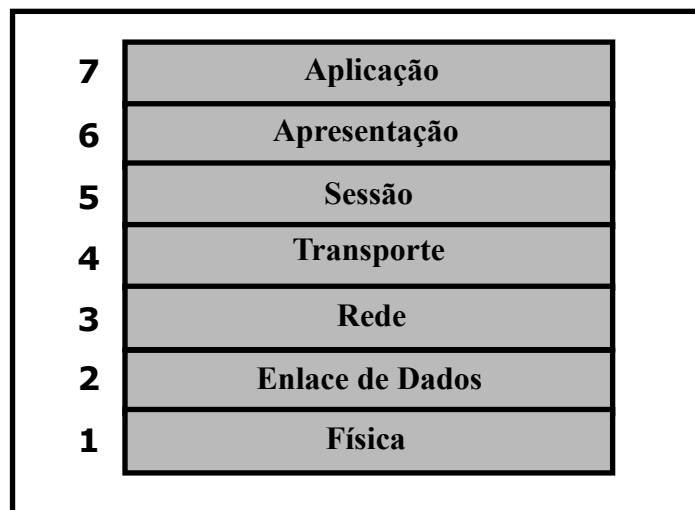 7 Aplicação
6 Apresentação
5 Sessão
4 Transporte
3 Rede
2 Enlace de Dados
1 Física